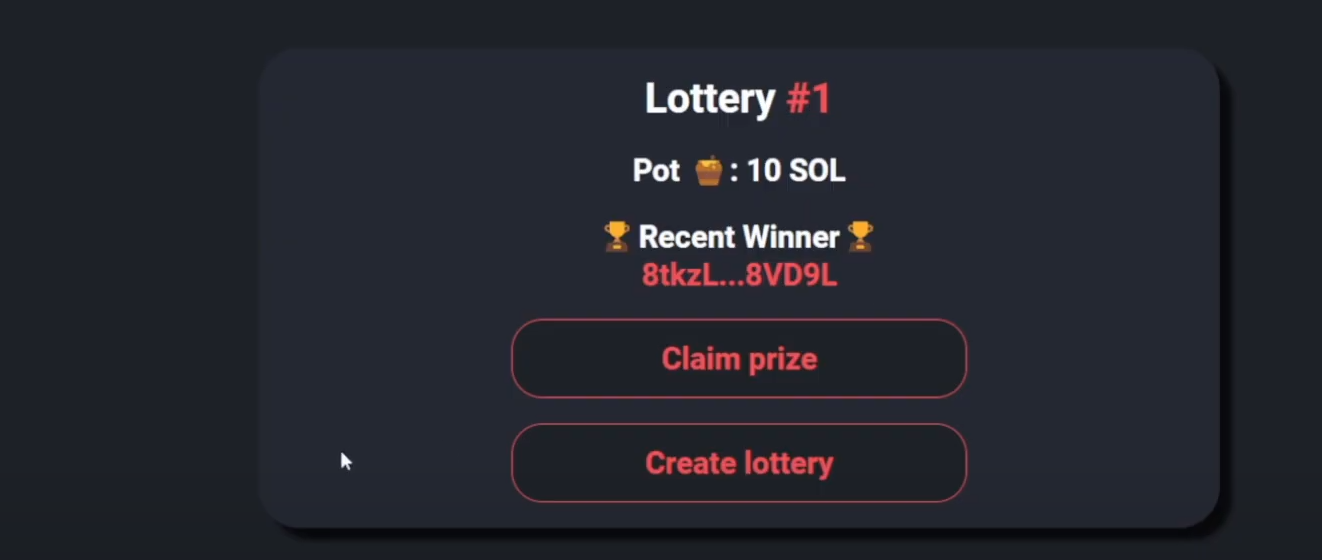 Lottery #1
Pot 🍯: 10 SOL
🏆 Recent Winner 🏆
8tkzL...8VD9L
Claim prize
Create lottery